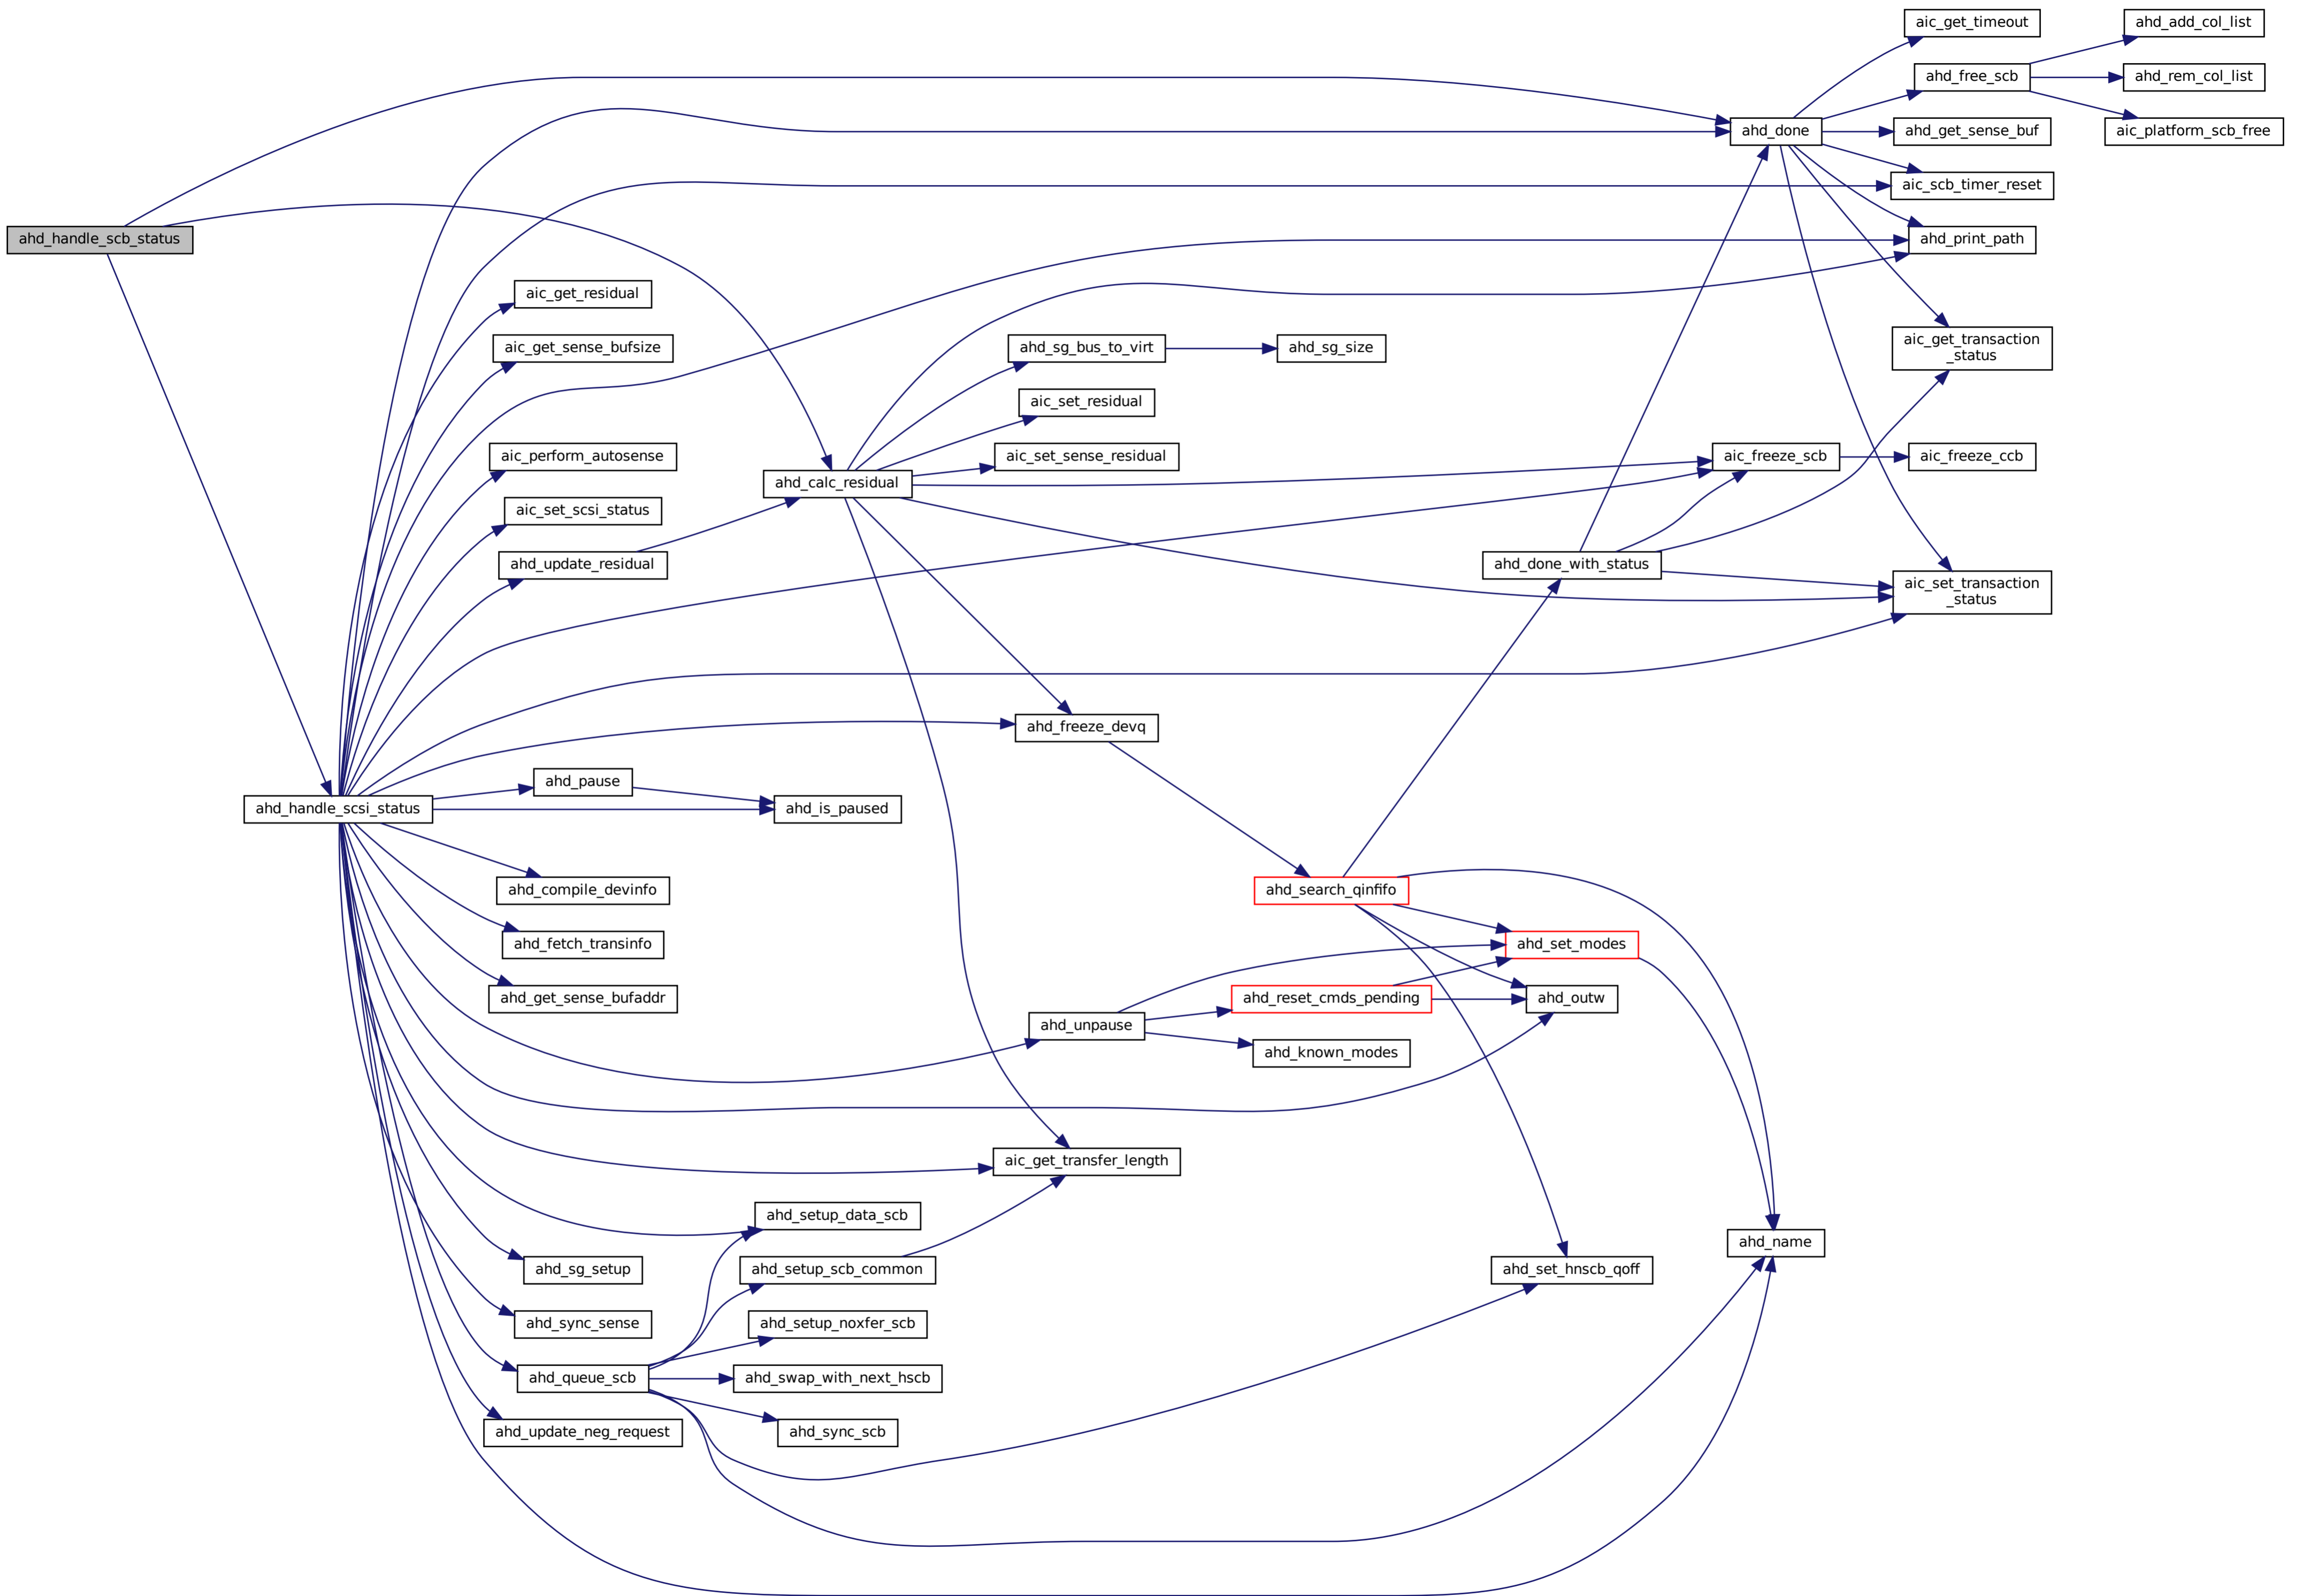 aic_get_timeout
ahd_add_col_list
ahd_free_scb
ahd_rem_col_list
ahd_done
ahd_get_sense_buf
aic_platform_scb_free
aic_scb_timer_reset
ahd_handle_scb_status
ahd_print_path
aic_get_residual
aic_get_sense_bufsize
ahd_sg_bus_to_virt
ahd_sg_size
aic_get_transaction
_status
aic_set_residual
aic_perform_autosense
aic_set_sense_residual
aic_freeze_scb
aic_freeze_ccb
ahd_calc_residual
aic_set_scsi_status
ahd_update_residual
ahd_done_with_status
aic_set_transaction
_status
ahd_freeze_devq
ahd_pause
ahd_handle_scsi_status
ahd_is_paused
ahd_compile_devinfo
ahd_search_qinfifo
ahd_fetch_transinfo
ahd_set_modes
ahd_get_sense_bufaddr
ahd_reset_cmds_pending
ahd_outw
ahd_unpause
ahd_known_modes
aic_get_transfer_length
ahd_setup_data_scb
ahd_name
ahd_sg_setup
ahd_setup_scb_common
ahd_set_hnscb_qoff
ahd_sync_sense
ahd_setup_noxfer_scb
ahd_queue_scb
ahd_swap_with_next_hscb
ahd_update_neg_request
ahd_sync_scb